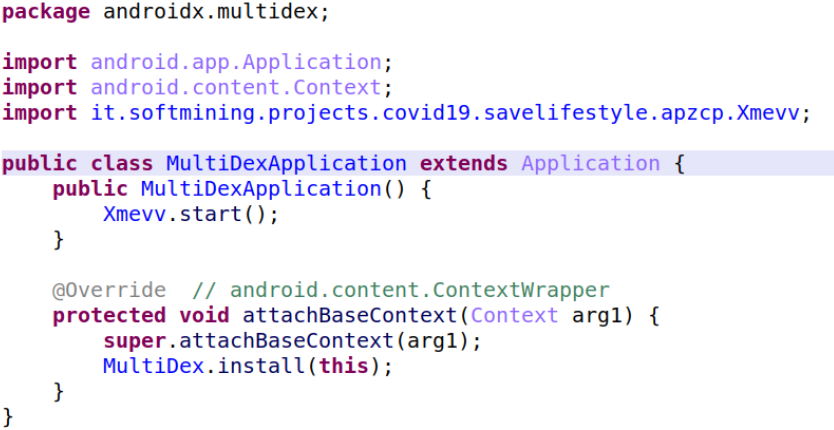 package androidx.multidex;
import android.app.Application;
import android.content.Context;
import it.softmining.projects.covid19.savelifestyle.apzcp.Xmevv;
public class MultiDexApplication extends Application {
public MultiDexApplication() {
Xmevv.start();
}
@Override // android.content.ContextWrapper
protected void attachBaseContext(Context arg1) {
super.attachBaseContext(arg1);
MultiDex.install(this);
}
}